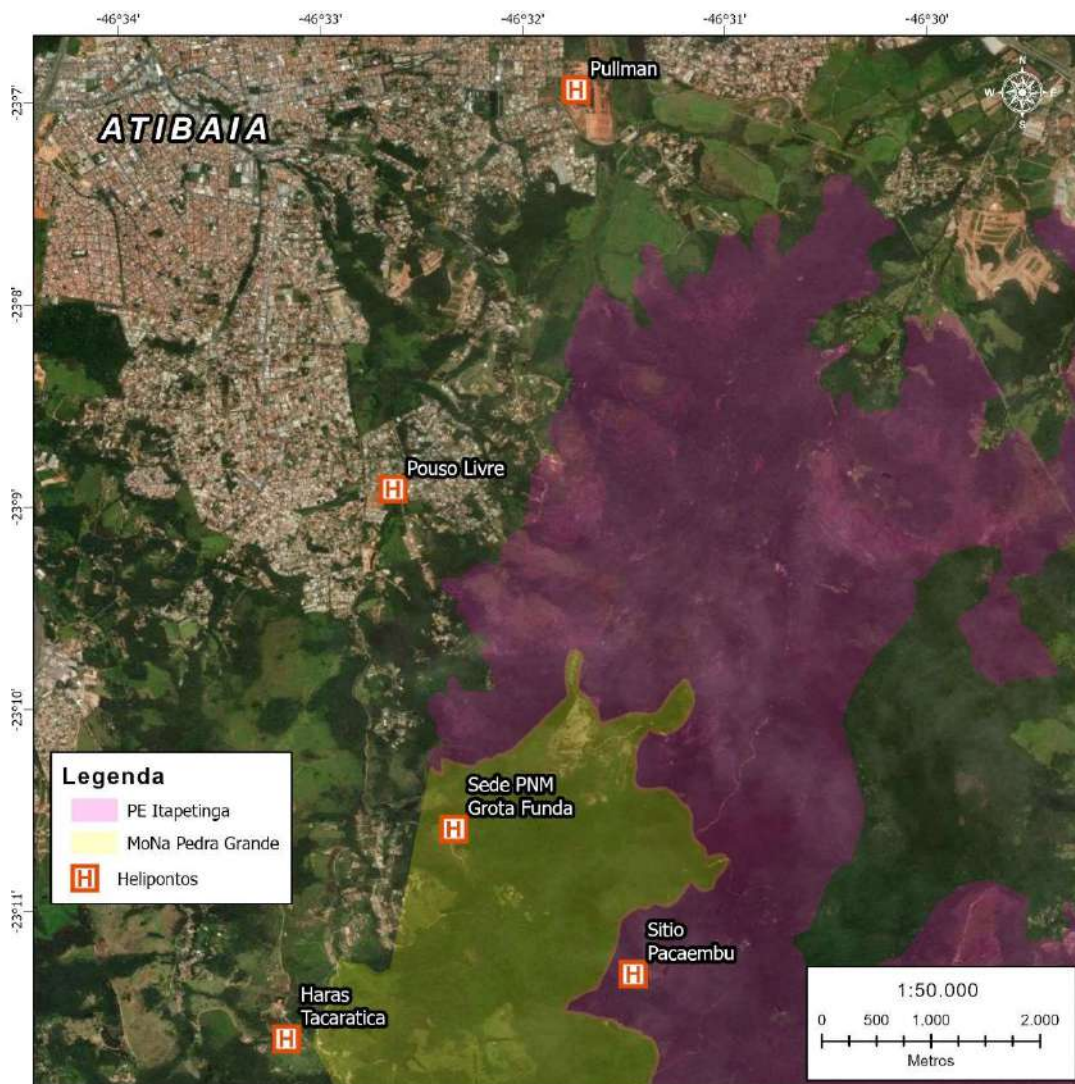 -46°34'
-46°33'
-46°32'
-46°31'
-46°30'
-23°7'
-23°8'
-23°9'
-23°10'
-23°11'
N
W
E
S
Pullman
ATIBAIA
Pouso Livre
Sede PNM
Grota Funda
Sitio
Pacaembu
Haras
Tacaratica
H
H
H
H
H
Legenda
PE Itapetinga
MoNa Pedra Grande
H Helipontos
1:50.000
0 500 1.000 2.000
Metros